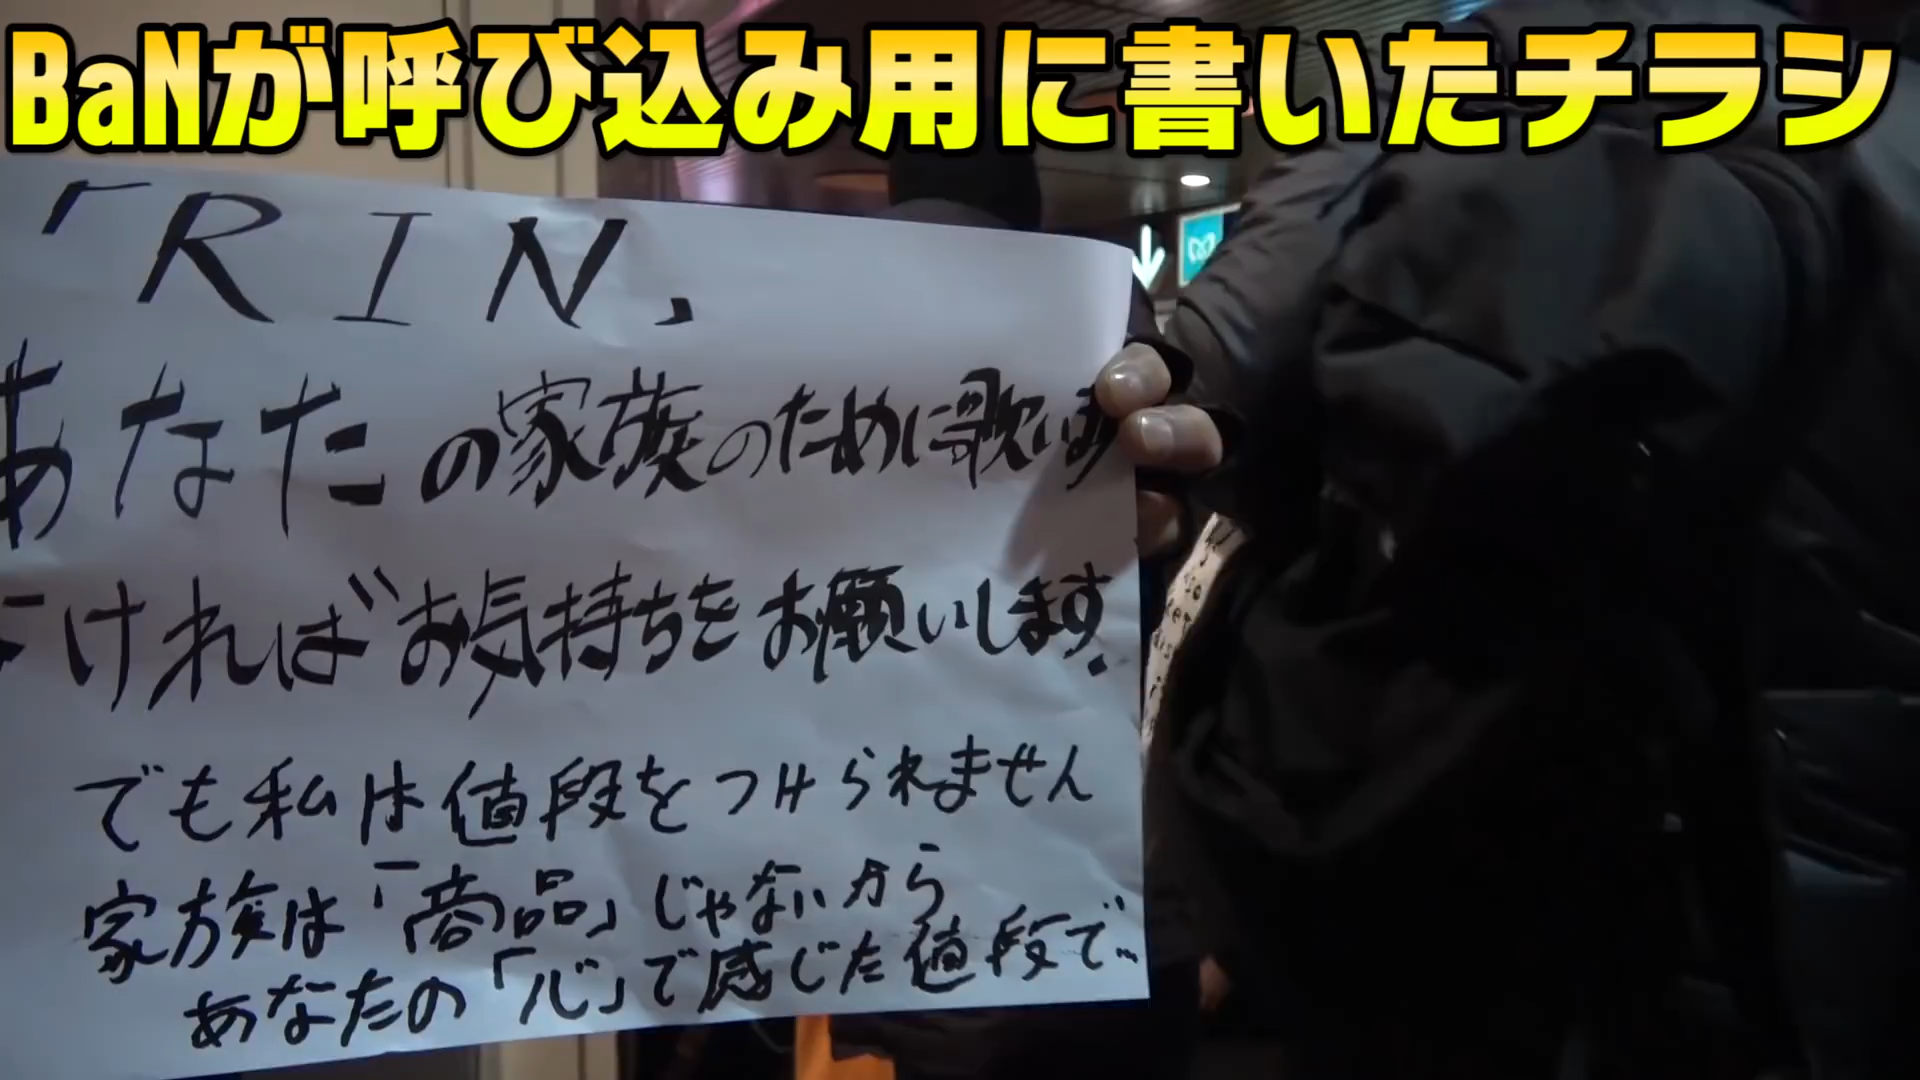 BaNが呼び込み用に書いたチラシ
「RIN」
あなたの家族のために歌いま
ければお気持ちをお願いします.
でも私は値段をつけられません
家族は「商品」じゃないから
あなたの「心」で感じた値段で…